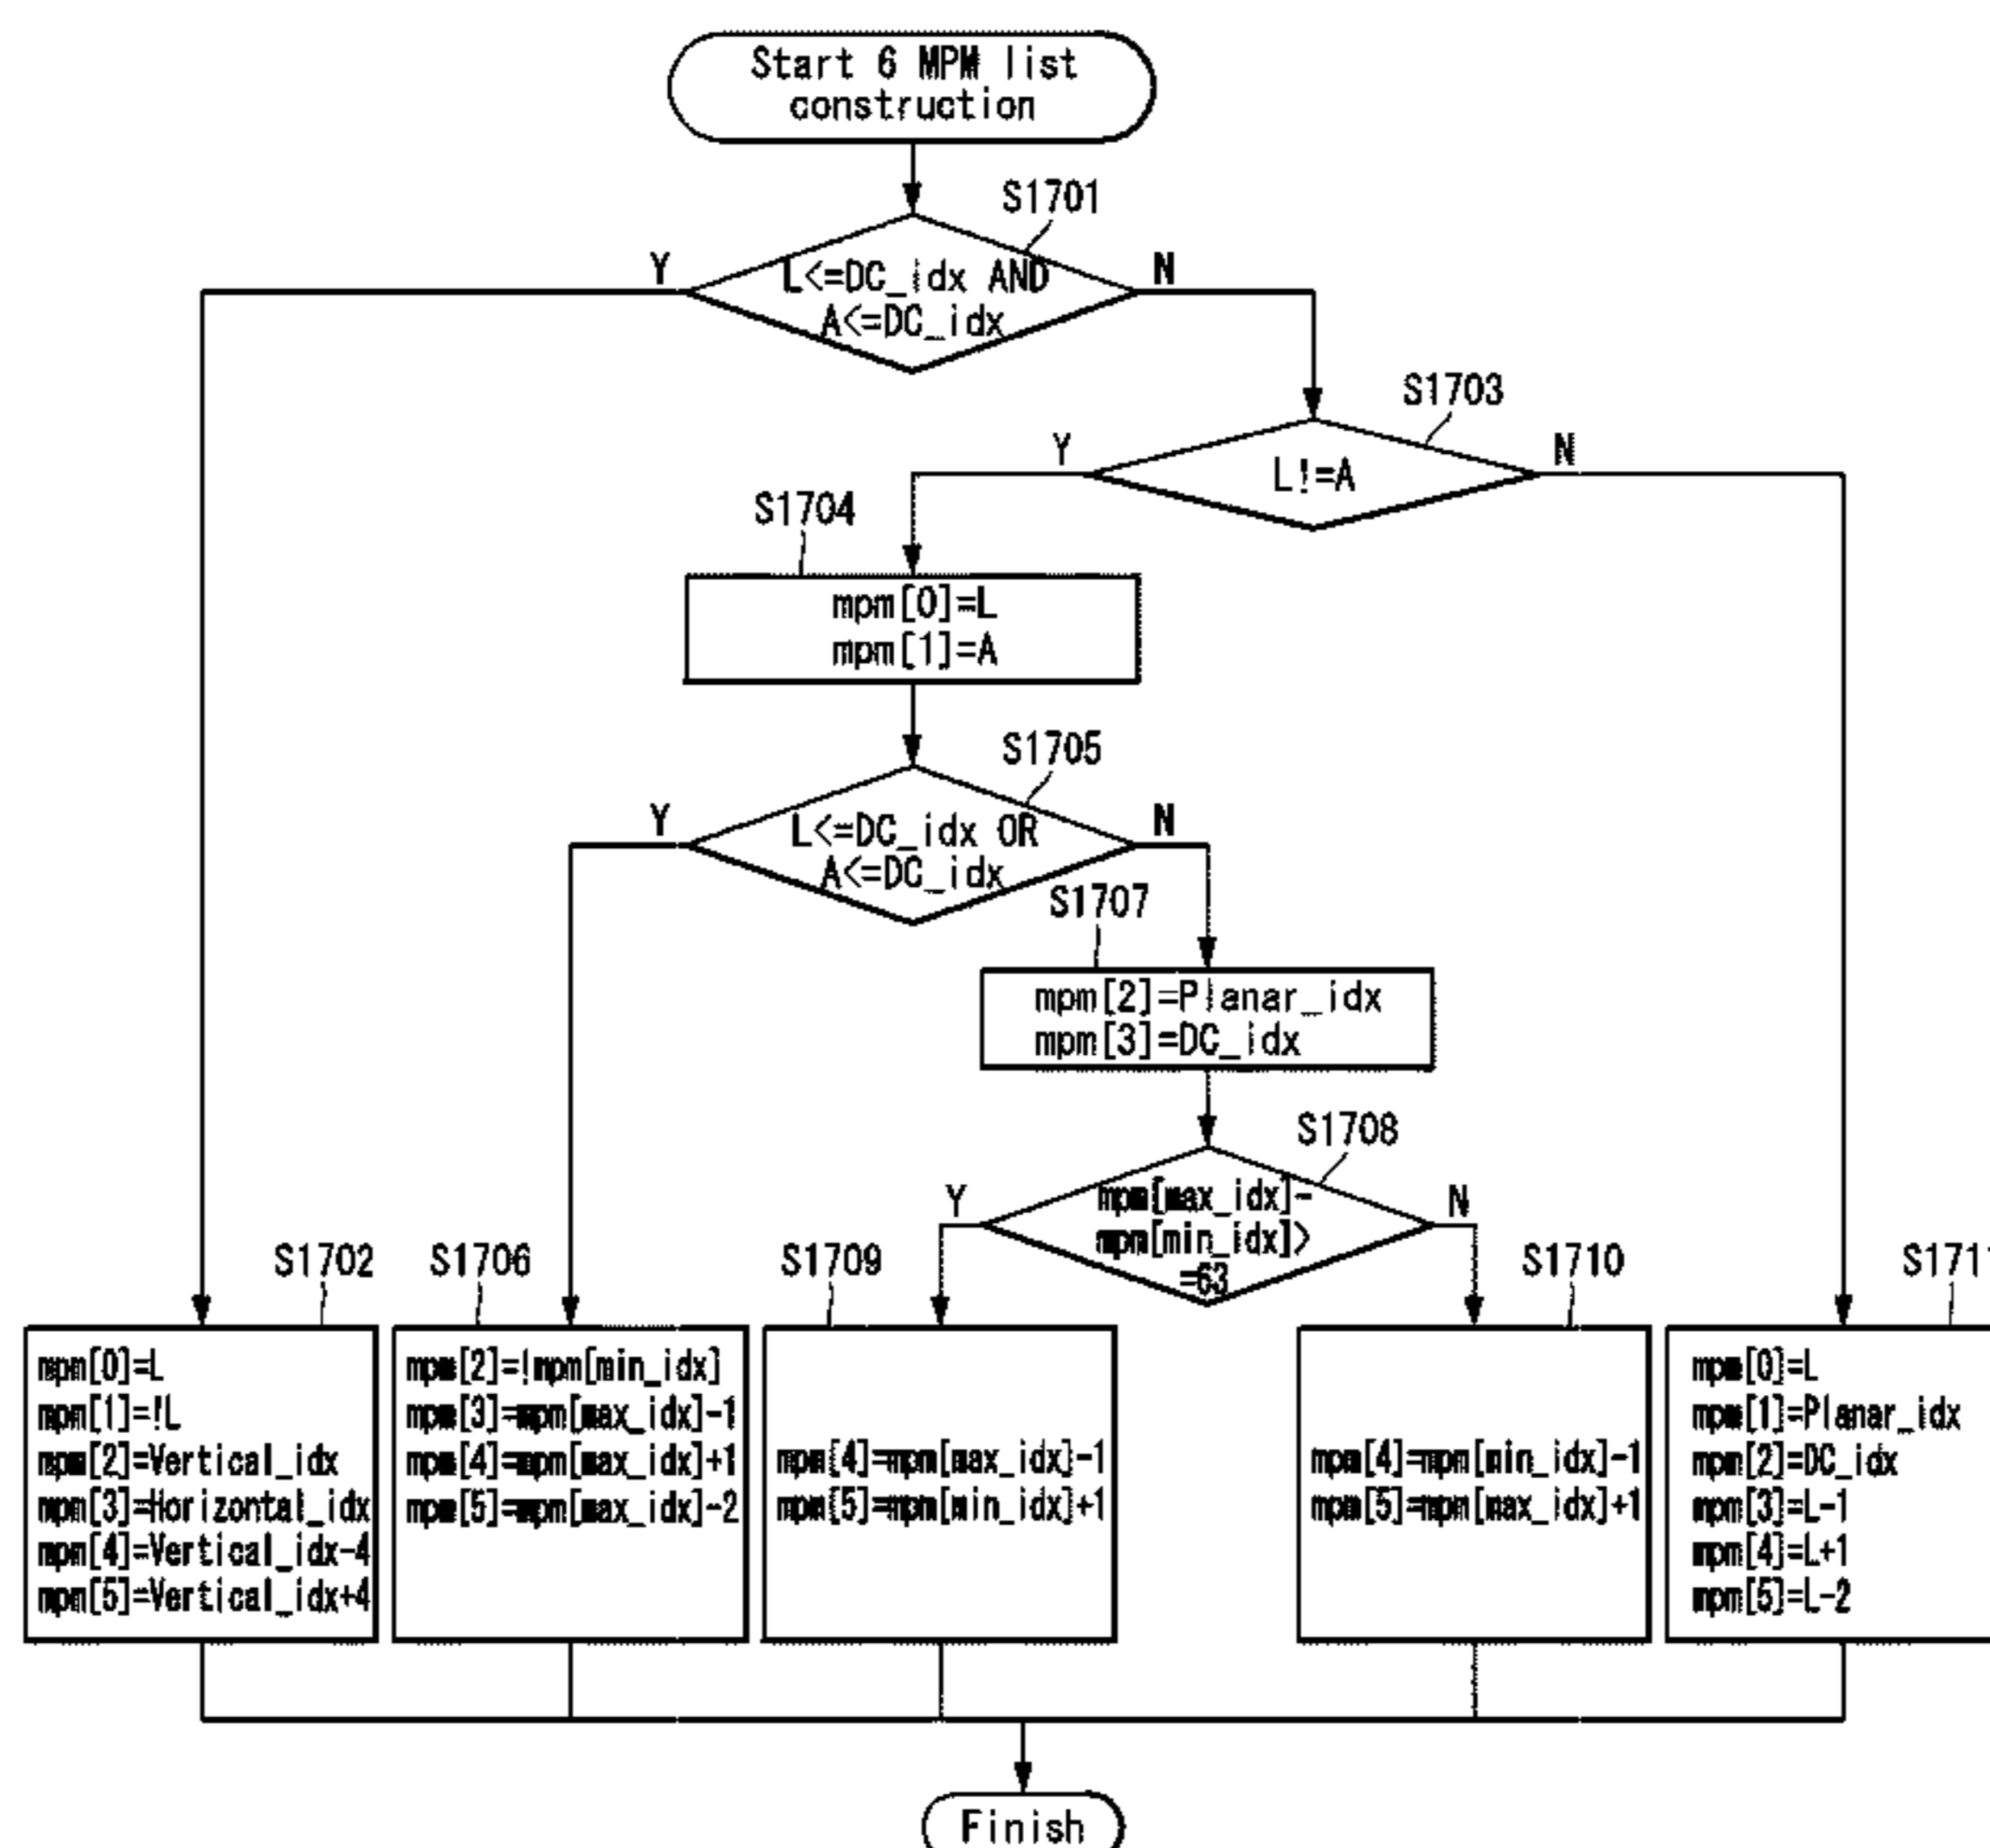 Start 6 MPM list
construction
S1701
Y
L<=DC_idx AND
A<=DC_idx
N
S1703
Y
L!=A
N
S1704
mpm[0]=L
mpm[1]=A
S1705
Y
L<=DC_idx OR
A<=DC_idx
N
S1707
mpm[2]=Planar_idx
mpm[3]=DC_idx
S1708
Y
mpm[max_idx]-
mpm[min_idx]>
=63
N
S1702
mpm[0]=L
mpm[1]=!L
mpm[2]=Vertical_idx
mpm[3]=Horizontal_idx
mpm[4]=Vertical_idx-4
mpm[5]=Vertical_idx+4
S1706
mpm[2]=!mpm[min_idx]
mpm[3]=mpm[max_idx]-1
mpm[4]=mpm[max_idx]+1
mpm[5]=mpm[max_idx]-2
S1709
mpm[4]=mpm[max_idx]-1
mpm[5]=mpm[min_idx]+1
S1710
mpm[4]=mpm[min_idx]-1
mpm[5]=mpm[max_idx]+1
S1711
mpm[0]=L
mpm[1]=Planar_idx
mpm[2]=DC_idx
mpm[3]=L-1
mpm[4]=L+1
mpm[5]=L-2
Finish